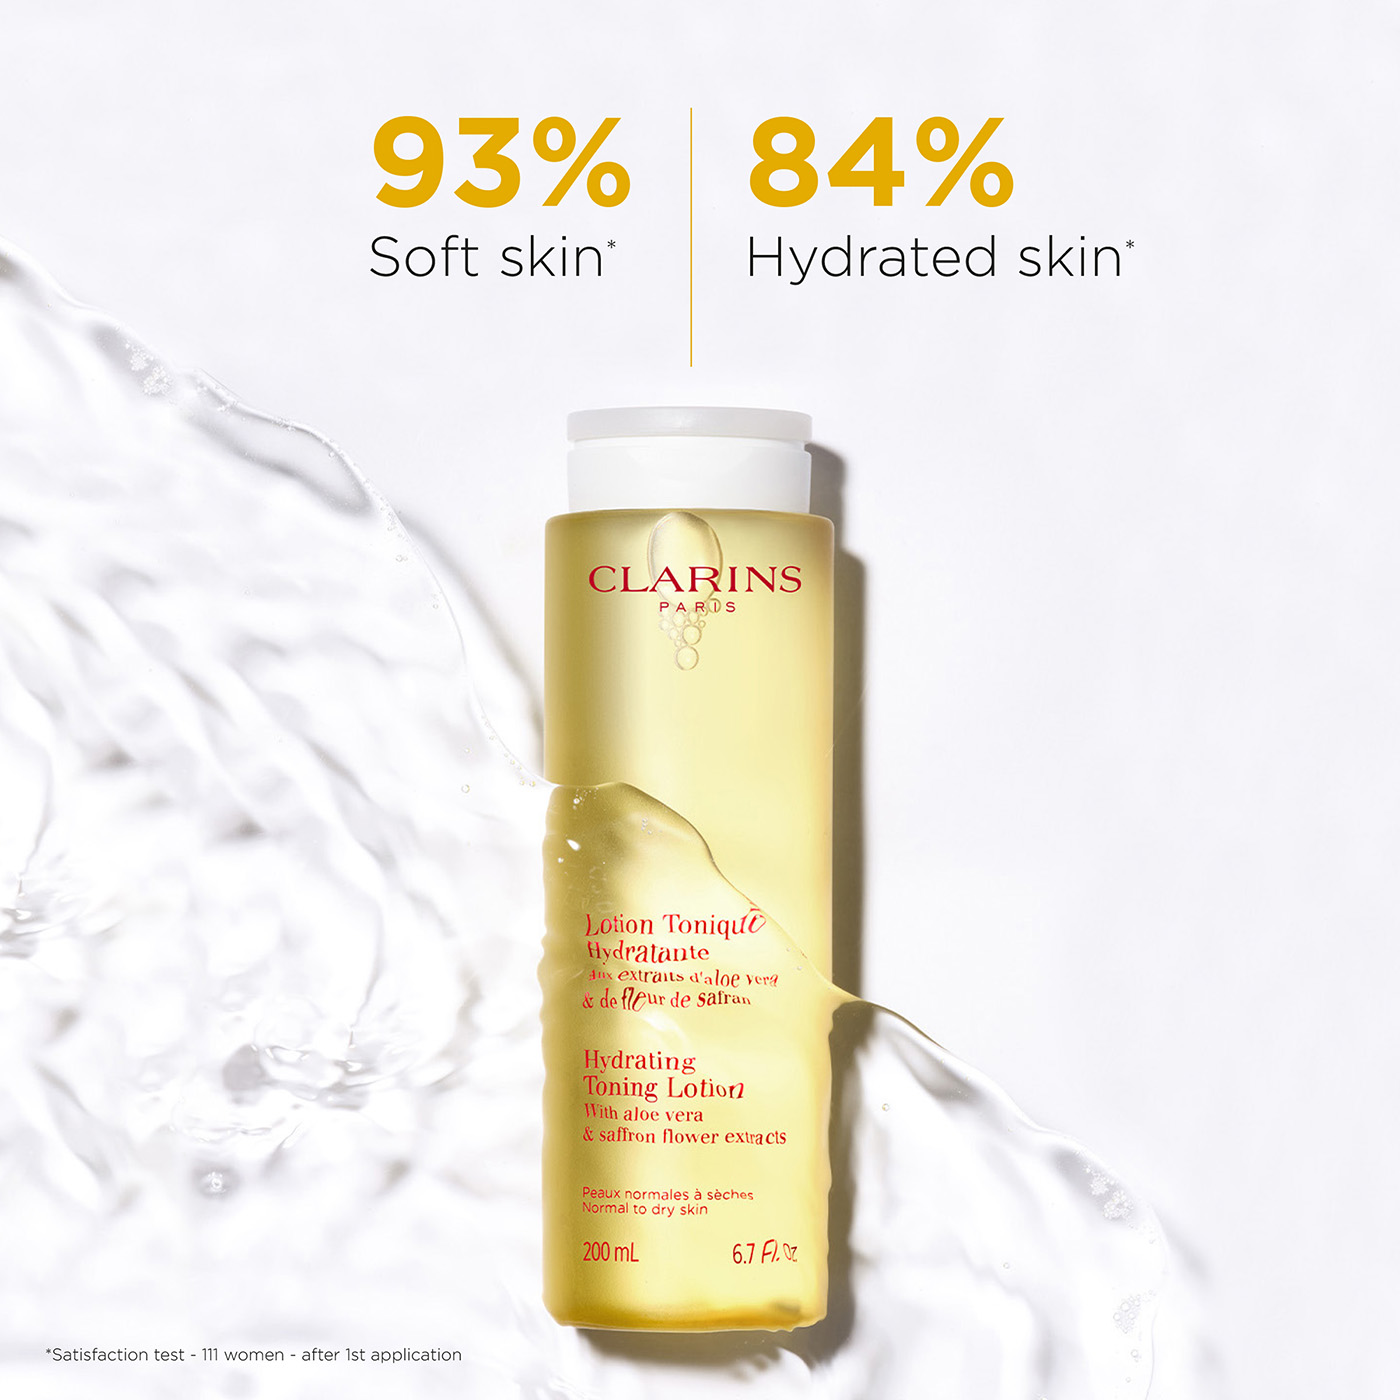 93%
Soft skin*
84%
Hydrated skin*
CLARINS
PARIS
Lotion Tonique
Hydratante
Aux extraits d'aloe vera
& de fleur de safran
Hydrating
Toning Lotion
With aloe vera
& saffron flower extracts
Peaux normales à sèches
Normal to dry skin
200 mL 6.7 Fl. Oz
*Satisfaction test - 111 women - after 1st application